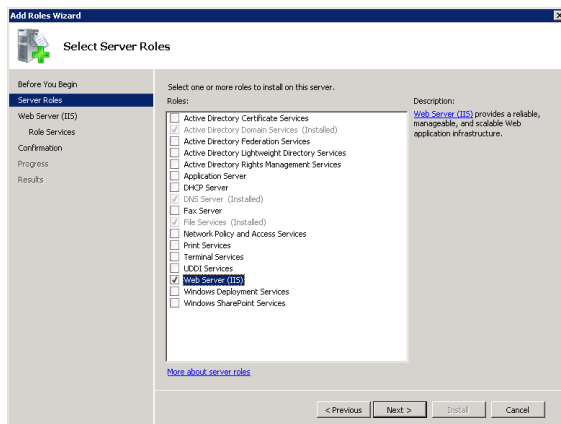 Add Roles Wizard
Select Server Roles
Before You Begin
Server Roles
Web Server (IIS)
Role Services
Confirmation
Progress
Results
Select one or more roles to install on this server.
Roles:
Active Directory Certificate Services
Active Directory Domain Services (Installed)
Active Directory Federation Services
Active Directory Lightweight Directory Services
Active Directory Rights Management Services
Application Server
DHCP Server
DNS Server (Installed)
Fax Server
File Services (Installed)
Network Policy and Access Services
Print Services
Terminal Services
UDDI Services
Web Server (IIS)
Windows Deployment Services
Windows SharePoint Services
More about server roles
Description:
Web Server (IIS) provides a reliable,
manageable, and scalable Web
application infrastructure.
< Previous
Next >
Install
Cancel